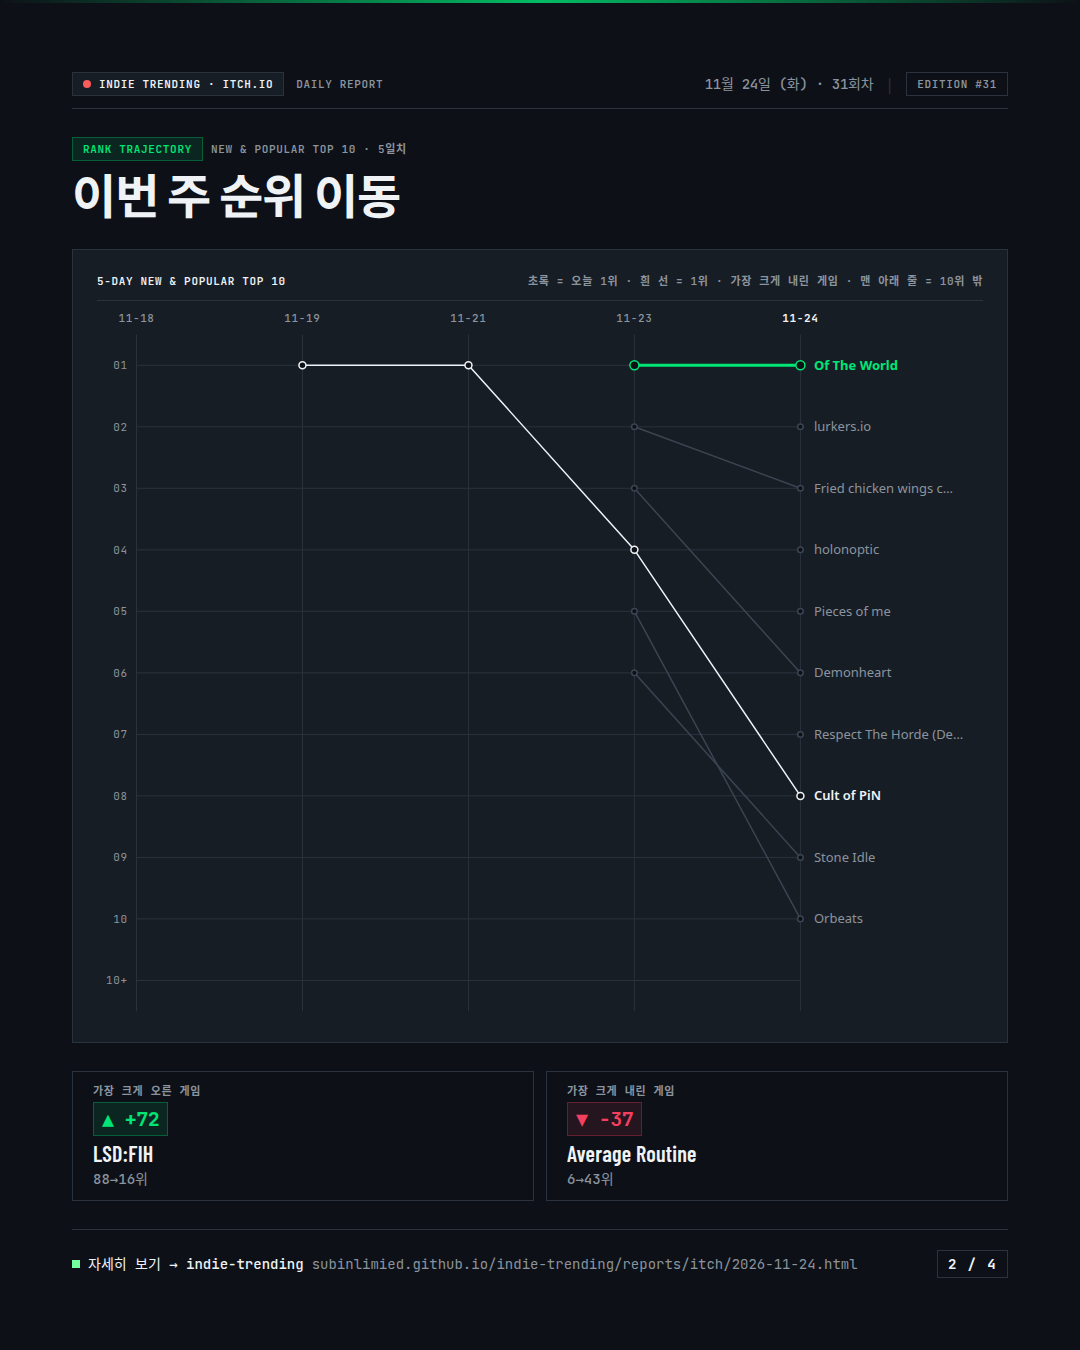 INDIE TRENDING · ITCH.IO DAILY REPORT 11월 24일 (화) · 31회차 | EDITION #31
RANK TRAJECTORY NEW & POPULAR TOP 10 · 5일치
이번 주 순위 이동
5-DAY NEW & POPULAR TOP 10 초록 = 오늘 1위 · 흰 선 = 1위 · 가장 크게 내린 게임 · 맨 아래 줄 = 10위 밖
11-18 11-19 11-21 11-23 11-24
01 Of The World
02 lurkers.io
03 Fried chicken wings c…
04 holonoptic
05 Pieces of me
06 Demonheart
07 Respect The Horde (De…
08 Cult of PiN
09 Stone Idle
10 Orbeats
10+
가장 크게 오른 게임
▲ +72
LSD:FIH
88→16위
가장 크게 내린 게임
▼ -37
Average Routine
6→43위
자세히 보기 → indie-trending subinlimied.github.io/indie-trending/reports/itch/2026-11-24.html 2 / 4